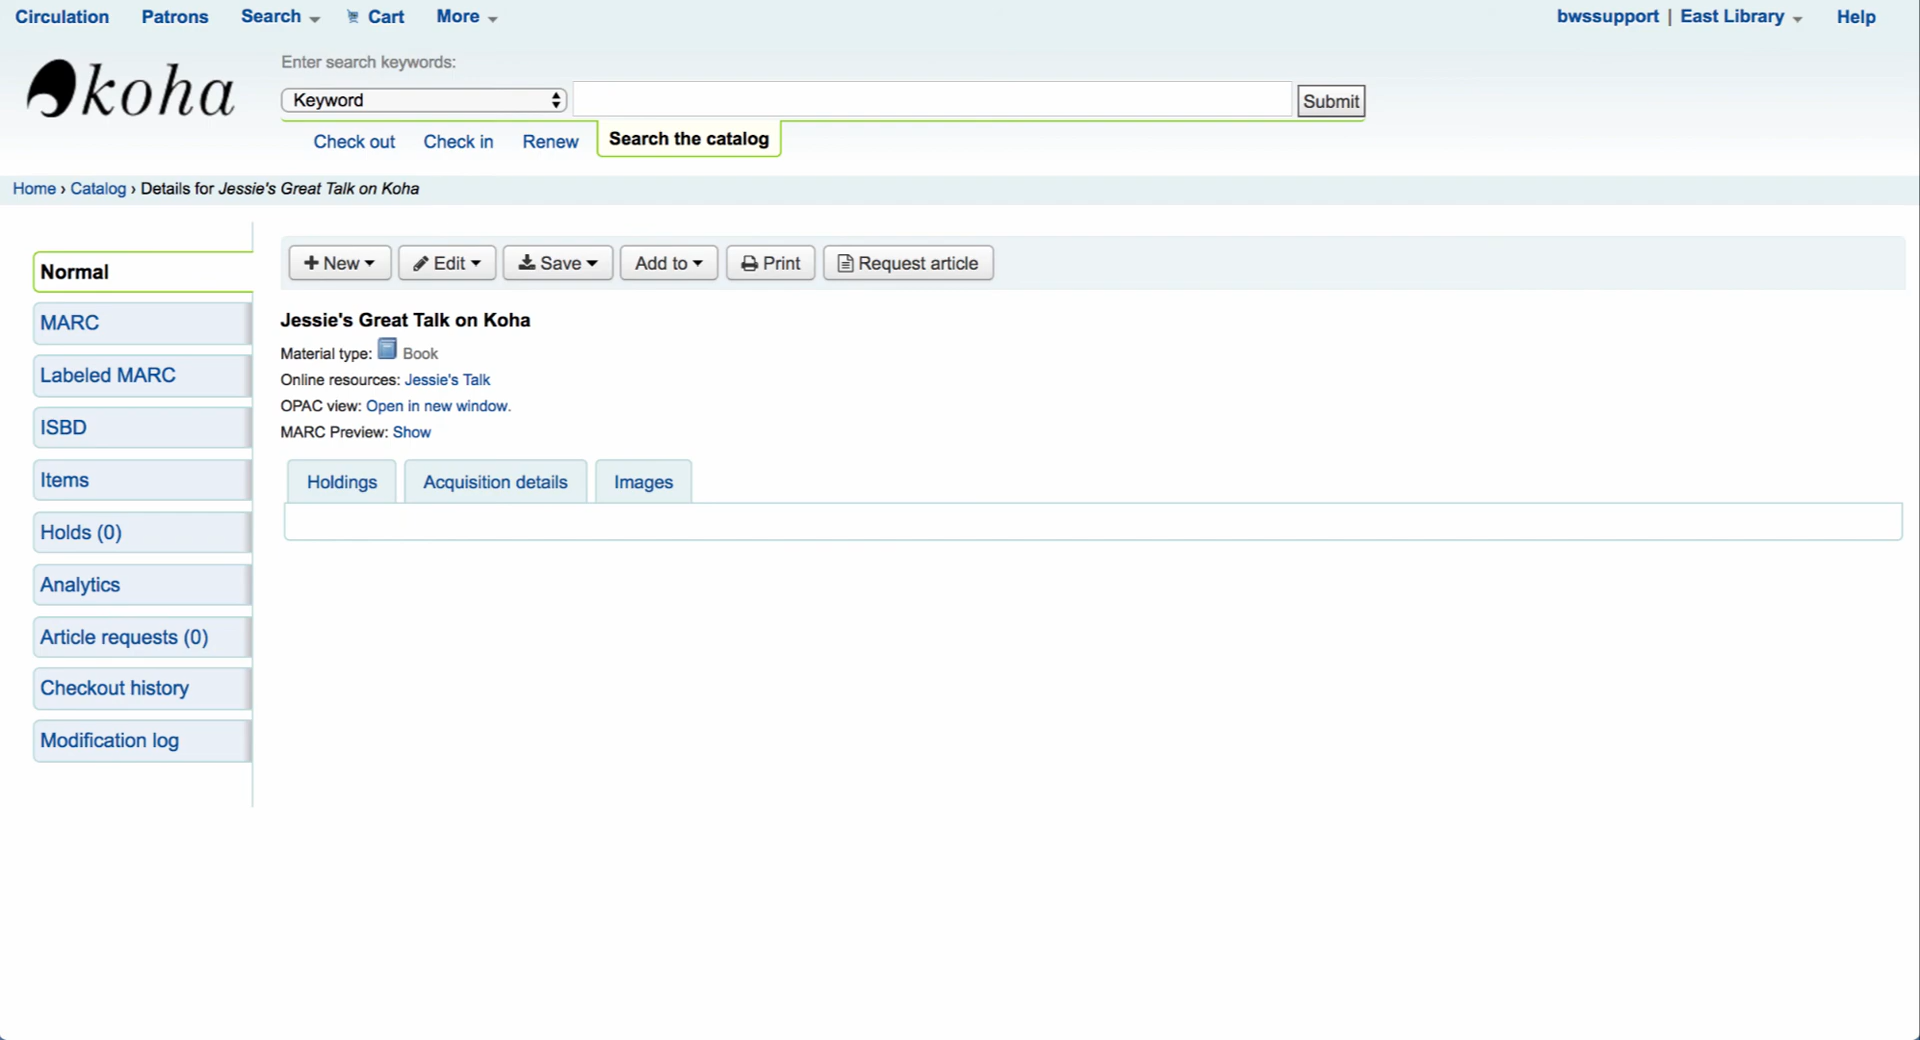 Circulation Patrons Search Cart More bwssupport | East Library Help
koha
Enter search keywords:
Keyword Submit
Check out Check in Renew Search the catalog
Home › Catalog › Details for Jessie's Great Talk on Koha
Normal
MARC
Labeled MARC
ISBD
Items
Holds (0)
Analytics
Article requests (0)
Checkout history
Modification log
New Edit Save Add to Print Request article
Jessie's Great Talk on Koha
Material type: Book
Online resources: Jessie's Talk
OPAC view: Open in new window.
MARC Preview: Show
Holdings Acquisition details Images